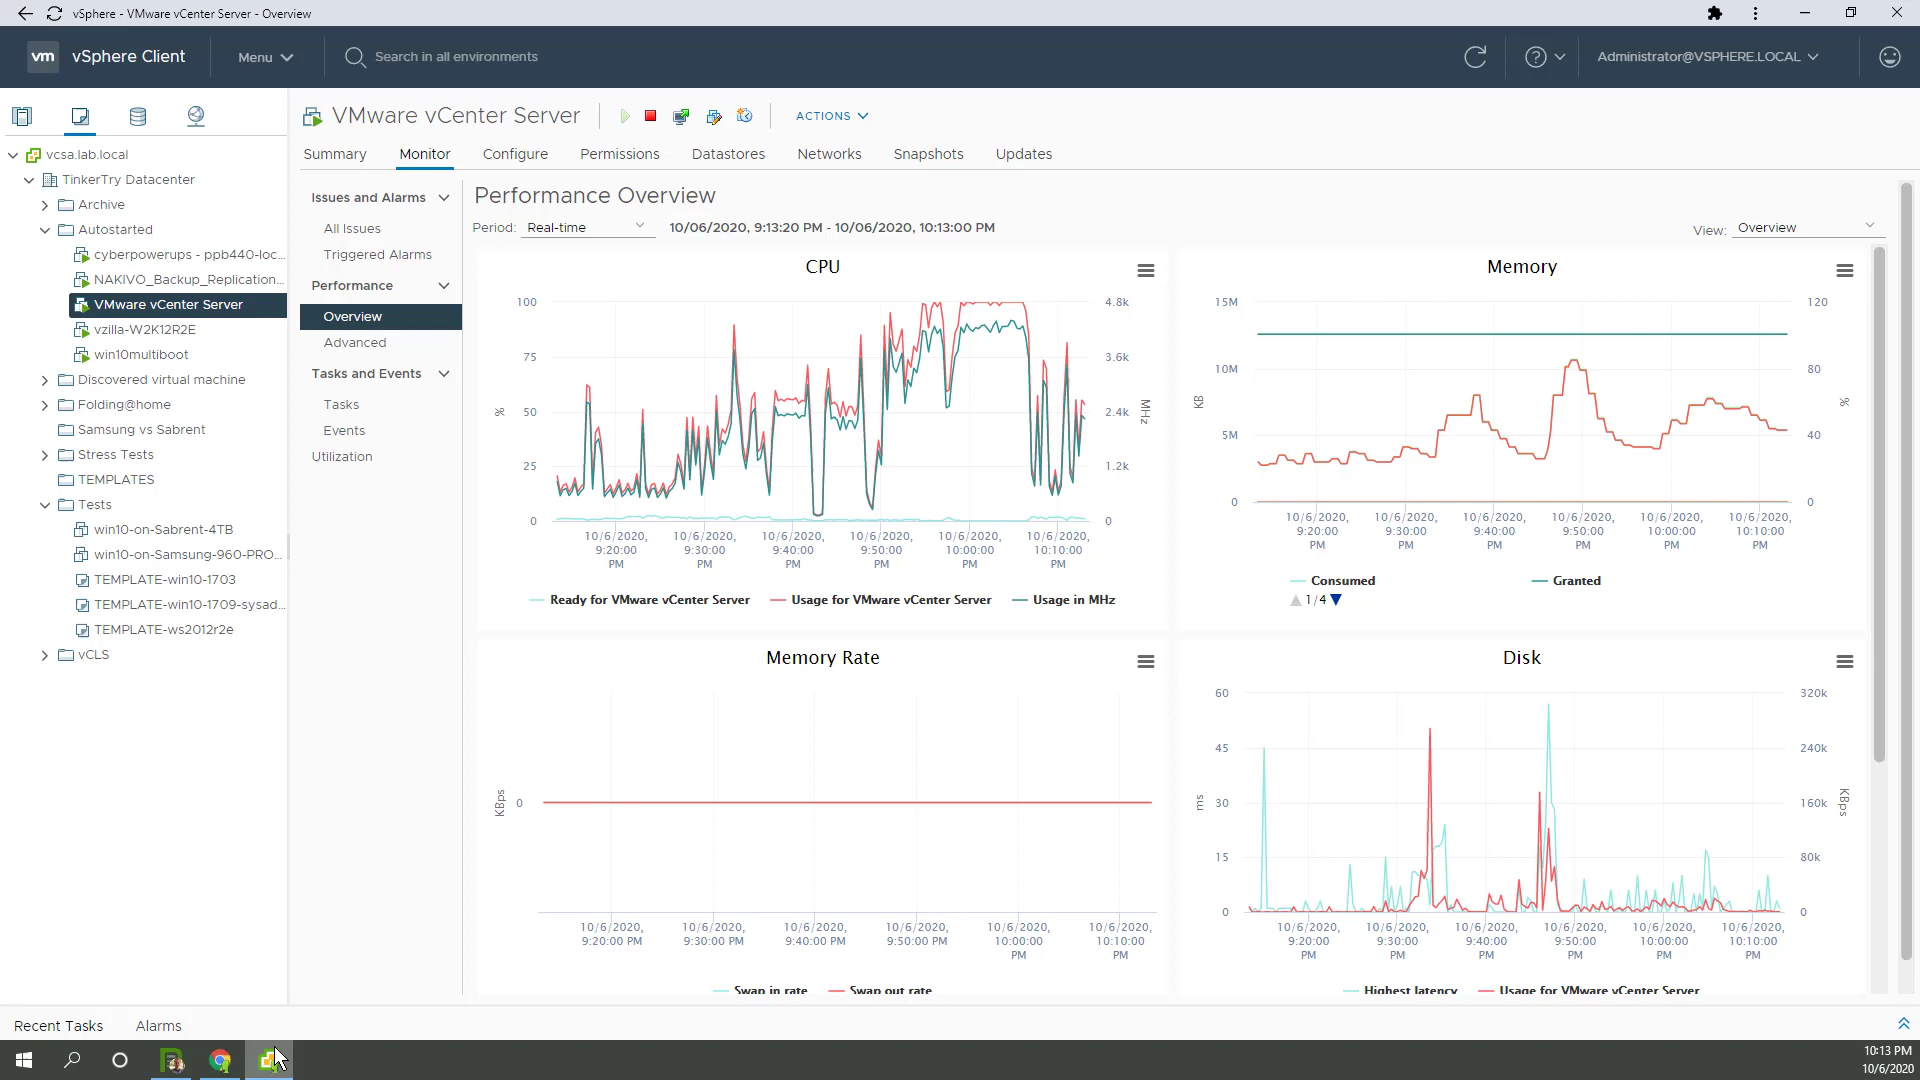 vSphere - VMware vCenter Server - Overview
vm vSphere Client Menu Search in all environments Administrator@VSPHERE.LOCAL
VMware vCenter Server ACTIONS
Summary Monitor Configure Permissions Datastores Networks Snapshots Updates
vcsa.lab.local
TinkerTry Datacenter
Archive
Autostarted
cyberpowerups - ppb440-loc...
NAKIVO_Backup_Replication...
VMware vCenter Server
vzilla-W2K12R2E
win10multiboot
Discovered virtual machine
Folding@home
Samsung vs Sabrent
Stress Tests
TEMPLATES
Tests
win10-on-Sabrent-4TB
win10-on-Samsung-960-PRO...
TEMPLATE-win10-1703
TEMPLATE-win10-1709-sysad...
TEMPLATE-ws2012r2e
vCLS
Issues and Alarms
All Issues
Triggered Alarms
Performance
Overview
Advanced
Tasks and Events
Tasks
Events
Utilization
Performance Overview
Period: Real-time 10/06/2020, 9:13:20 PM - 10/06/2020, 10:13:00 PM View: Overview
CPU
100 4.8k
75 3.6k
% 50 2.4k MHz
25 1.2k
0 0
10/6/2020, 10/6/2020, 10/6/2020, 10/6/2020, 10/6/2020, 10/6/2020,
9:20:00 9:30:00 9:40:00 9:50:00 10:00:00 10:10:00
PM PM PM PM PM PM
Ready for VMware vCenter Server Usage for VMware vCenter Server Usage in MHz
Memory
15M 120
10M 80
KB %
5M 40
0 0
10/6/2020, 10/6/2020, 10/6/2020, 10/6/2020, 10/6/2020, 10/6/2020,
9:20:00 9:30:00 9:40:00 9:50:00 10:00:00 10:10:00
PM PM PM PM PM PM
Consumed Granted
1/4
Memory Rate
KBps 0
10/6/2020, 10/6/2020, 10/6/2020, 10/6/2020, 10/6/2020, 10/6/2020,
9:20:00 PM 9:30:00 PM 9:40:00 PM 9:50:00 PM 10:00:00 10:10:00
PM PM
Swap in rate Swap out rate
Disk
60 320k
45 240k
ms 30 160k KBps
15 80k
0 0
10/6/2020, 10/6/2020, 10/6/2020, 10/6/2020, 10/6/2020, 10/6/2020,
9:20:00 9:30:00 9:40:00 9:50:00 10:00:00 10:10:00
PM PM PM PM PM PM
Highest latency Usage for VMware vCenter Server
Recent Tasks Alarms
10:13 PM
10/6/2020